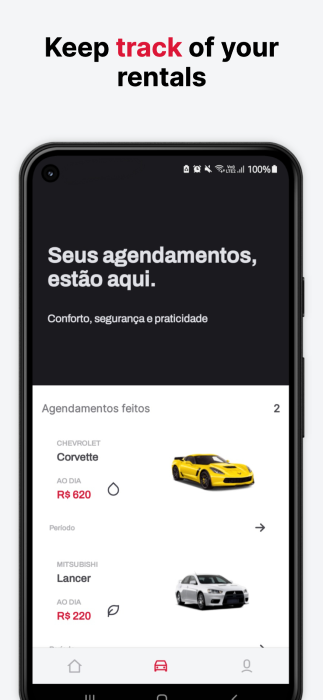 Keep track of your
rentals
100%
Seus agendamentos,
estão aqui.
Conforto, segurança e praticidade
Agendamentos feitos 2
CHEVROLET
Corvette
AO DIA
R$ 620
Período
MITSUBISHI
Lancer
AO DIA
R$ 220